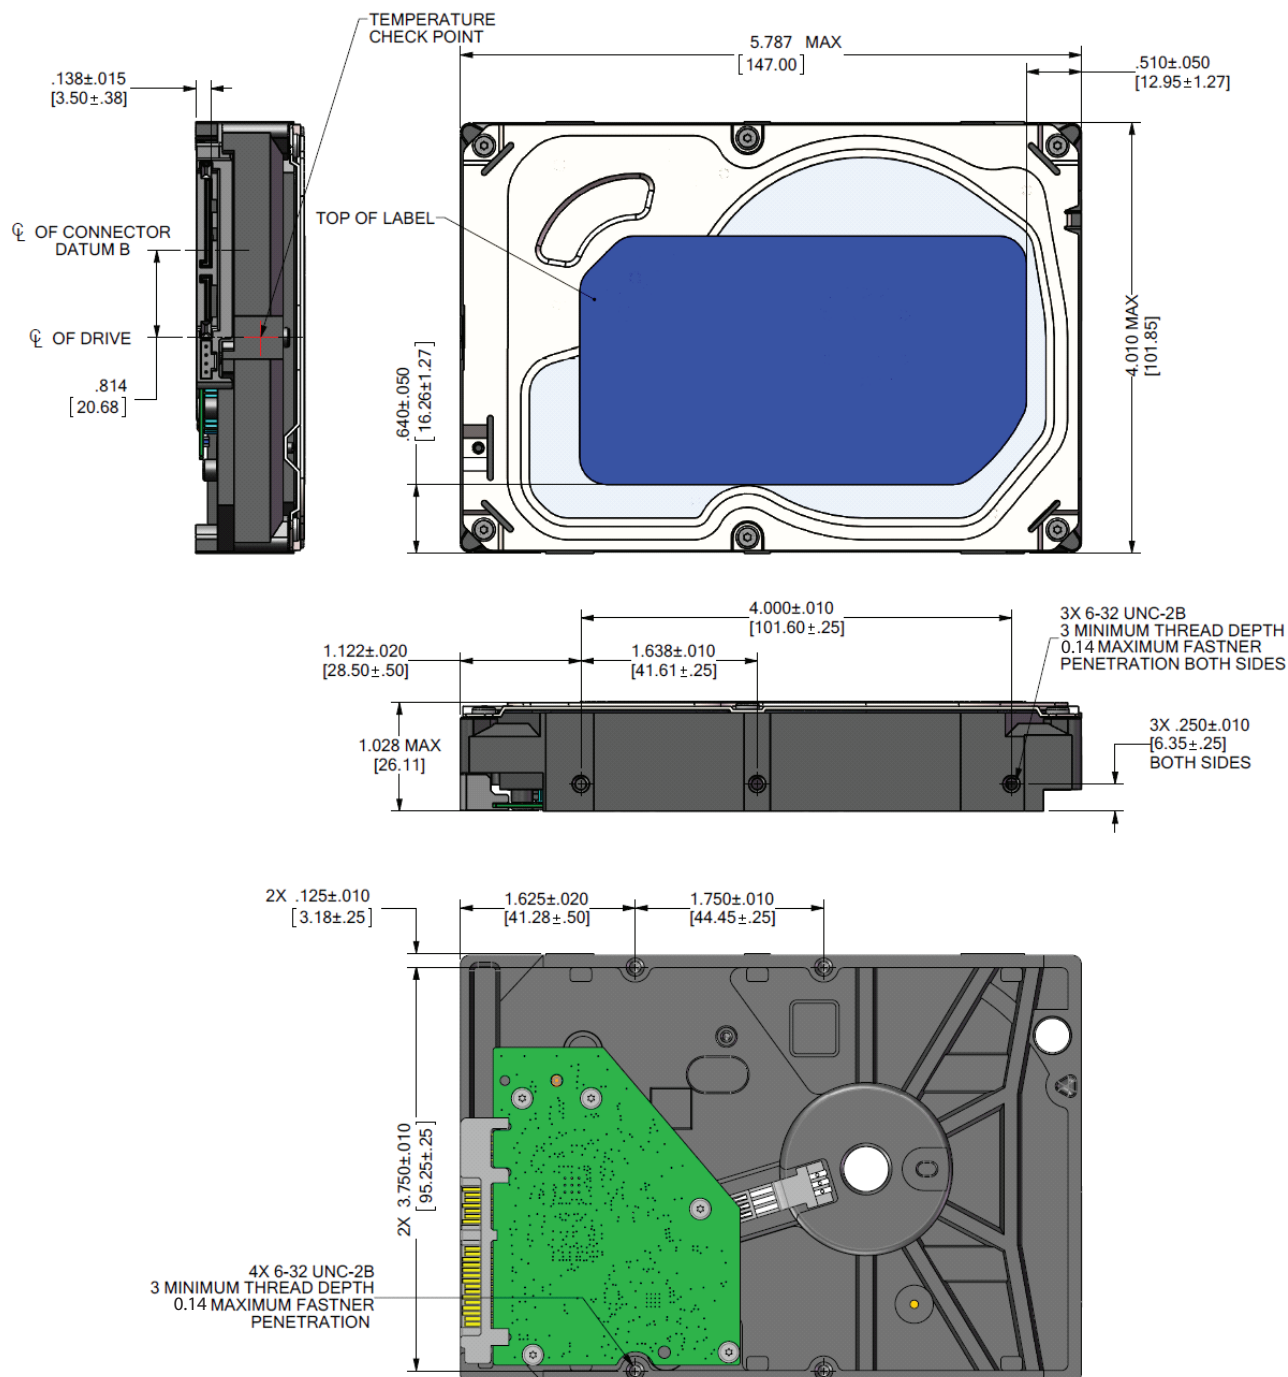 TEMPERATURE
CHECK POINT
.138±.015
[3.50±.38]
5.787 MAX
[147.00]
.510±.050
[12.95±1.27]
TOP OF LABEL
℄ OF CONNECTOR
DATUM B
℄ OF DRIVE
.814
[20.68]
.640±.050
[16.26±1.27]
4.010 MAX
[101.85]
4.000±.010
[101.60±.25]
1.122±.020
[28.50±.50]
1.638±.010
[41.61±.25]
3X 6-32 UNC-2B
3 MINIMUM THREAD DEPTH
0.14 MAXIMUM FASTNER
PENETRATION BOTH SIDES
1.028 MAX
[26.11]
3X .250±.010
[6.35±.25]
BOTH SIDES
2X .125±.010
[3.18±.25]
1.625±.020
[41.28±.50]
1.750±.010
[44.45±.25]
2X 3.750±.010
[95.25±.25]
4X 6-32 UNC-2B
3 MINIMUM THREAD DEPTH
0.14 MAXIMUM FASTNER
PENETRATION